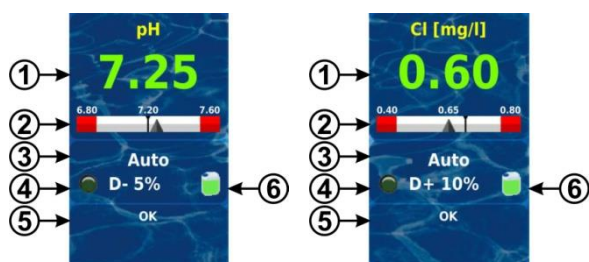 pH
① 7.25
② 6.80 7.20 7.60
③ Auto
④ D- 5% ⑥
⑤ OK
Cl [mg/l]
① 0.60
② 0.40 0.65 0.80
③ Auto
④ D+ 10% ⑥
⑤ OK